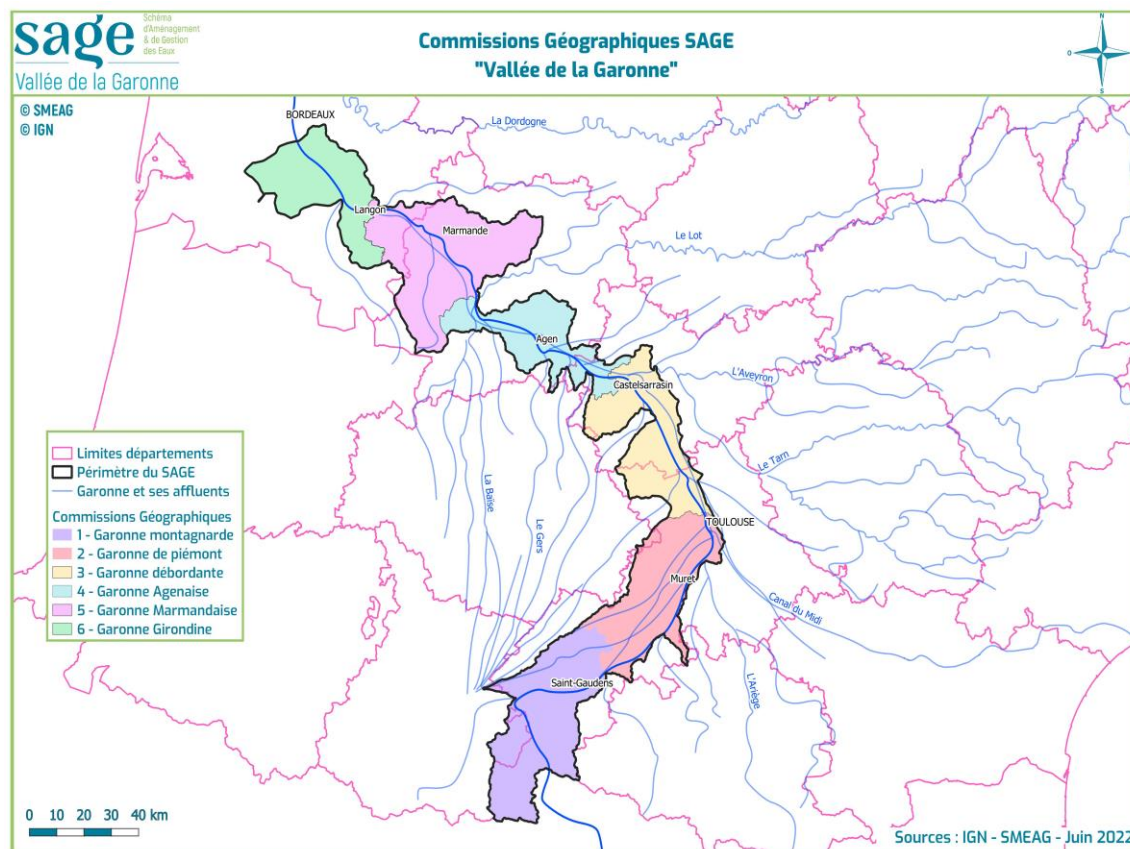 sage
Schéma
d'Aménagement
& de Gestion
des Eaux
Vallée de la Garonne
Commissions Géographiques SAGE
"Vallée de la Garonne"
N
O
E
S
© SMEAG
© IGN
BORDEAUX
La Dordogne
Langon
Marmande
Le Lot
Agen
Castelsarrasin
L'Aveyron
Le Tarn
La Baïse
Le Gers
TOULOUSE
Muret
Canal du Midi
Saint-Gaudens
L'Ariège
Limites départements
Périmètre du SAGE
Garonne et ses affluents
Commissions Géographiques
1 - Garonne montagnarde
2 - Garonne de piémont
3 - Garonne débordante
4 - Garonne Agenaise
5 - Garonne Marmandaise
6 - Garonne Girondine
0 10 20 30 40 km
Sources : IGN - SMEAG - Juin 2022